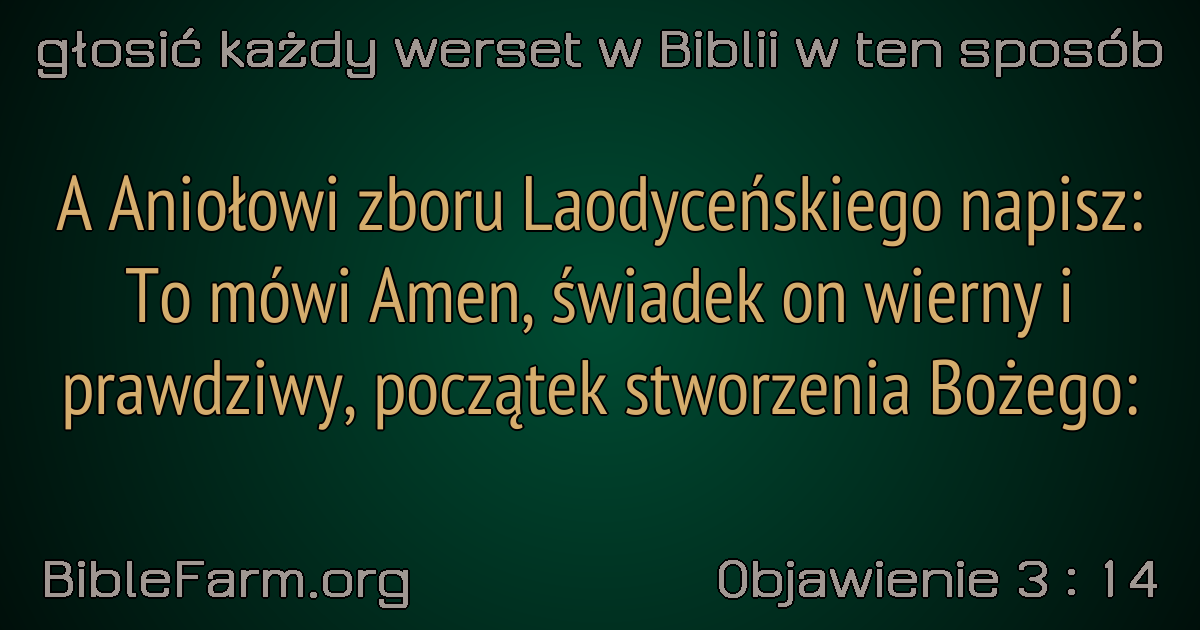 głosić każdy werset w Biblii w ten sposób
A Aniołowi zboru Laodyceńskiego napisz:
To mówi Amen, świadek on wierny i
prawdziwy, początek stworzenia Bożego:
BibleFarm.org
Objawienie 3 : 14